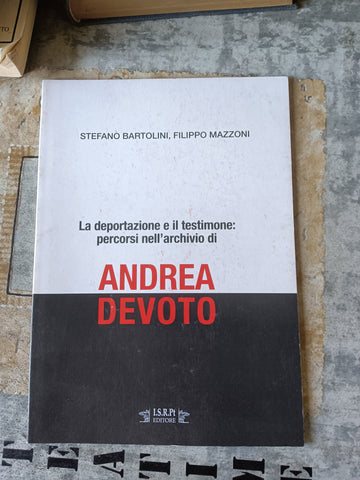 STEFANO BARTOLINI, FILIPPO MAZZONI
La deportazione e il testimone:
percorsi nell'archivio di
ANDREA
DEVOTO
I.S.R.Pt
EDITORE